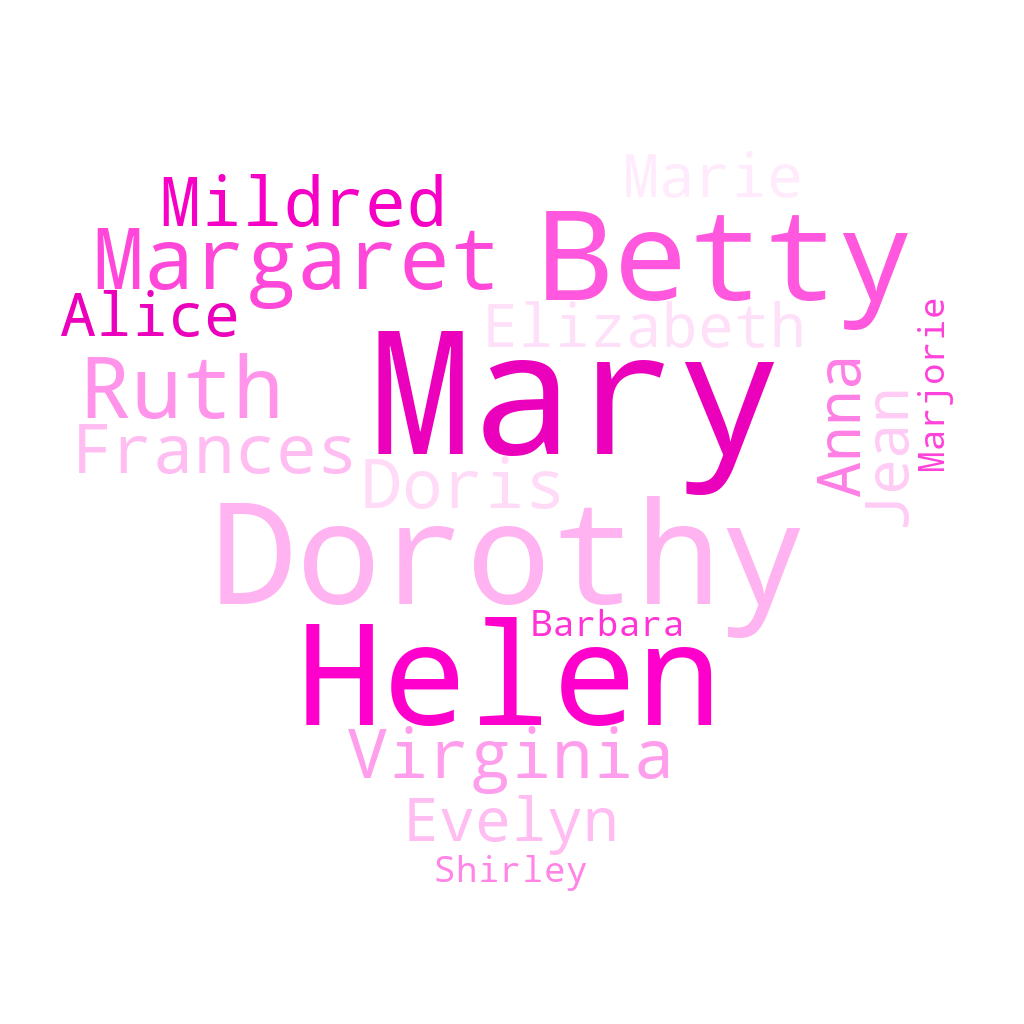 Marie
Mildred
Betty
Margaret
Alice
Elizabeth
Marjorie
Mary
Ruth
Anna
Jean
Frances
Doris
Dorothy
Barbara
Helen
Virginia
Evelyn
Shirley